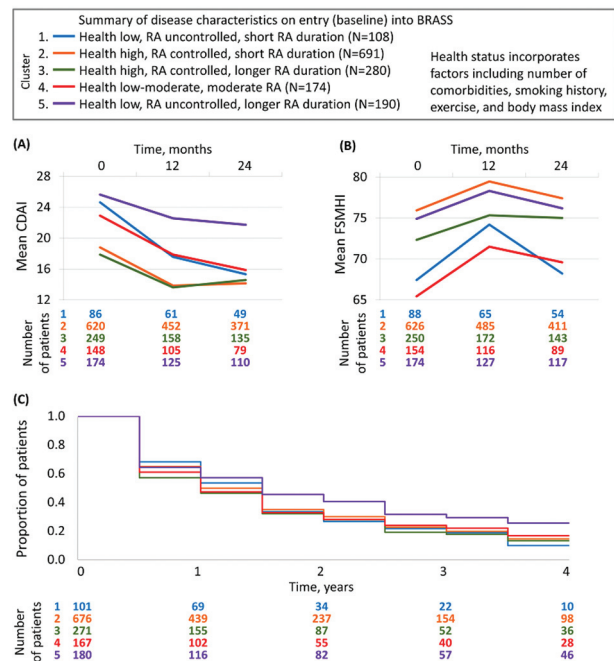 Summary of disease characteristics on entry (baseline) into BRASS
Cluster
1. Health low, RA uncontrolled, short RA duration (N=108)
2. Health high, RA controlled, short RA duration (N=691)
3. Health high, RA controlled, longer RA duration (N=280)
4. Health low-moderate, moderate RA (N=174)
5. Health low, RA uncontrolled, longer RA duration (N=190)
Health status incorporates
factors including number of
comorbidities, smoking history,
exercise, and body mass index
(A)
Time, months
0 12 24
Mean CDAI
28
24
20
16
12
Number
of patients
1 86 61 49
2 620 452 371
3 249 158 135
4 148 105 79
5 174 125 110
(B)
Time, months
0 12 24
Mean FSMHI
80
75
70
65
Number
of patients
1 88 65 54
2 626 485 411
3 250 172 143
4 154 116 89
5 174 127 117
(C)
Proportion of patients
1.0
0.8
0.6
0.4
0.2
0.0
0 1 2 3 4
Time, years
Number
of patients
1 101 69 34 22 10
2 676 439 237 154 98
3 271 155 87 52 36
4 167 102 55 40 28
5 180 116 82 57 46